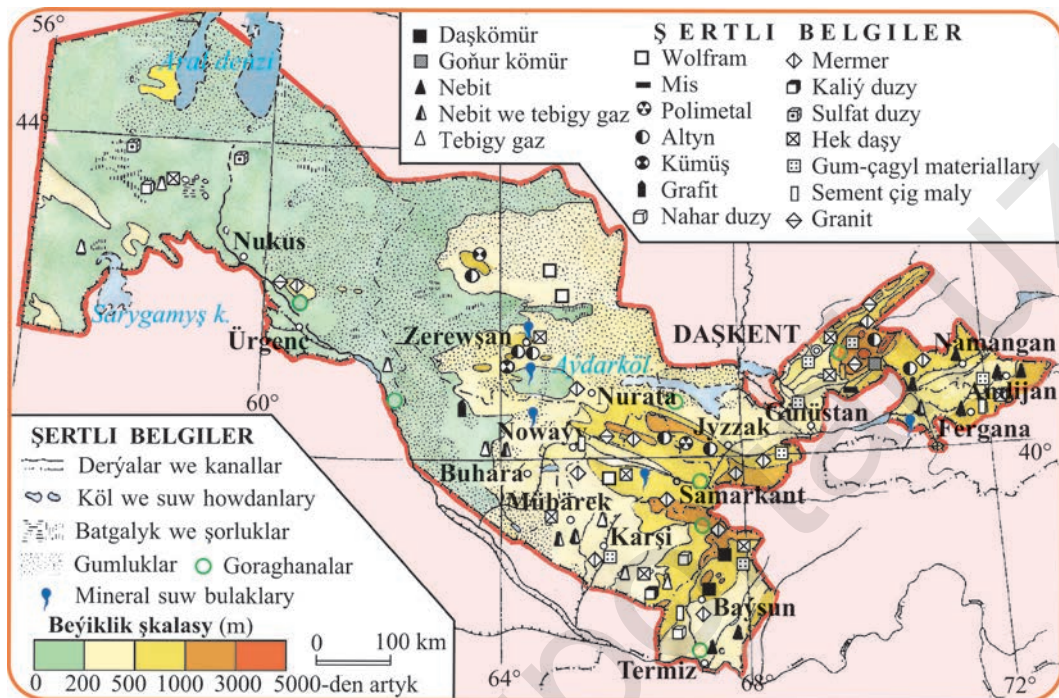 56°
44°
60°
64°
68°
72°
40°
Aral deňzi
Sarygamyş k.
Aýdarköl
Nukus
Ürgenç
Zerewşan
DAŞKENT
Namangan
Andijan
Fergana
Gulüstan
Nurata
Jyzzak
Nowaýy
Buhara
Samarkant
Mübärek
Karşi
Baýsun
Termiz
Daşkömür
Goňur kömür
Nebit
Nebit we tebigy gaz
Tebigy gaz
ŞERTLI BELGILER
Wolfram
Mis
Polimetal
Altyn
Kümüş
Grafit
Nahar duzy
Mermer
Kaliý duzy
Sulfat duzy
Hek daşy
Gum-çagyl materiallary
Sement çig maly
Granit
ŞERTLI BELGILER
Derýalar we kanallar
Köl we suw howdanlary
Batgalyk we şorluklar
Gumluklar
Goraghanalar
Mineral suw bulaklary
Beýiklik şkalasy (m)
0 200 500 1000 3000 5000-den artyk
0 100 km